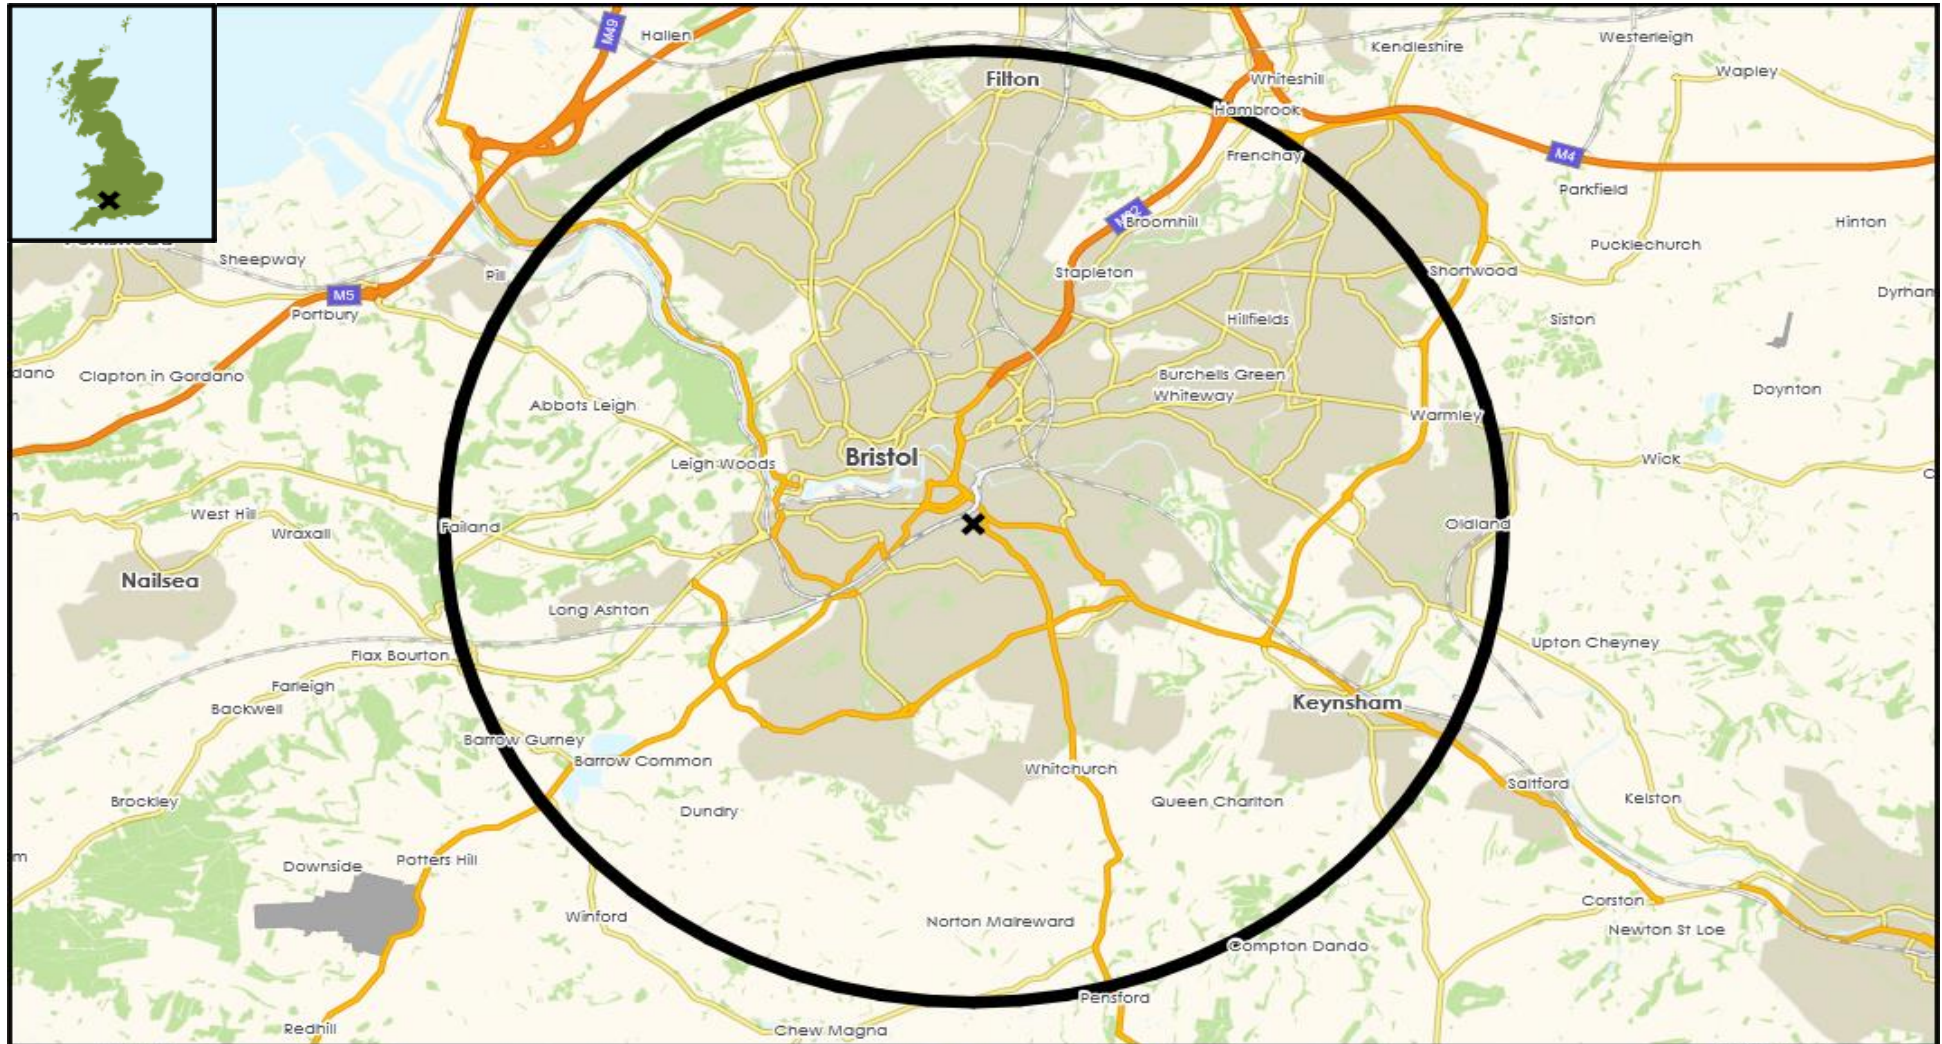 M49
Hallen
Filton
Westerleigh
Kendleshire
Whiteshill
Wapley
Hambrook
M4
Frenchay
Parkfield
Broomhill
Hinton
Pucklechurch
Sheepway
Pill
Stapleton
Shortwood
M5
Portbury
Dyrham
Hillfields
Siston
dano
Clapton in Gordano
Burchells Green
Whiteway
Doynton
Abbots Leigh
Warmley
Bristol
Leigh Woods
Wick
West Hill
Wraxall
Failand
Oldland
Nailsea
Long Ashton
Upton Cheyney
Flax Bourton
Farleigh
Backwell
Keynsham
Barrow Gurney
Barrow Common
Whitchurch
Saltford
Brockley
Dundry
Queen Charlton
Kelston
m
Downside
Potters Hill
Corston
Winford
Norton Malreward
Newton St Loe
Compton Dando
Pensford
Redhill
Chew Magna